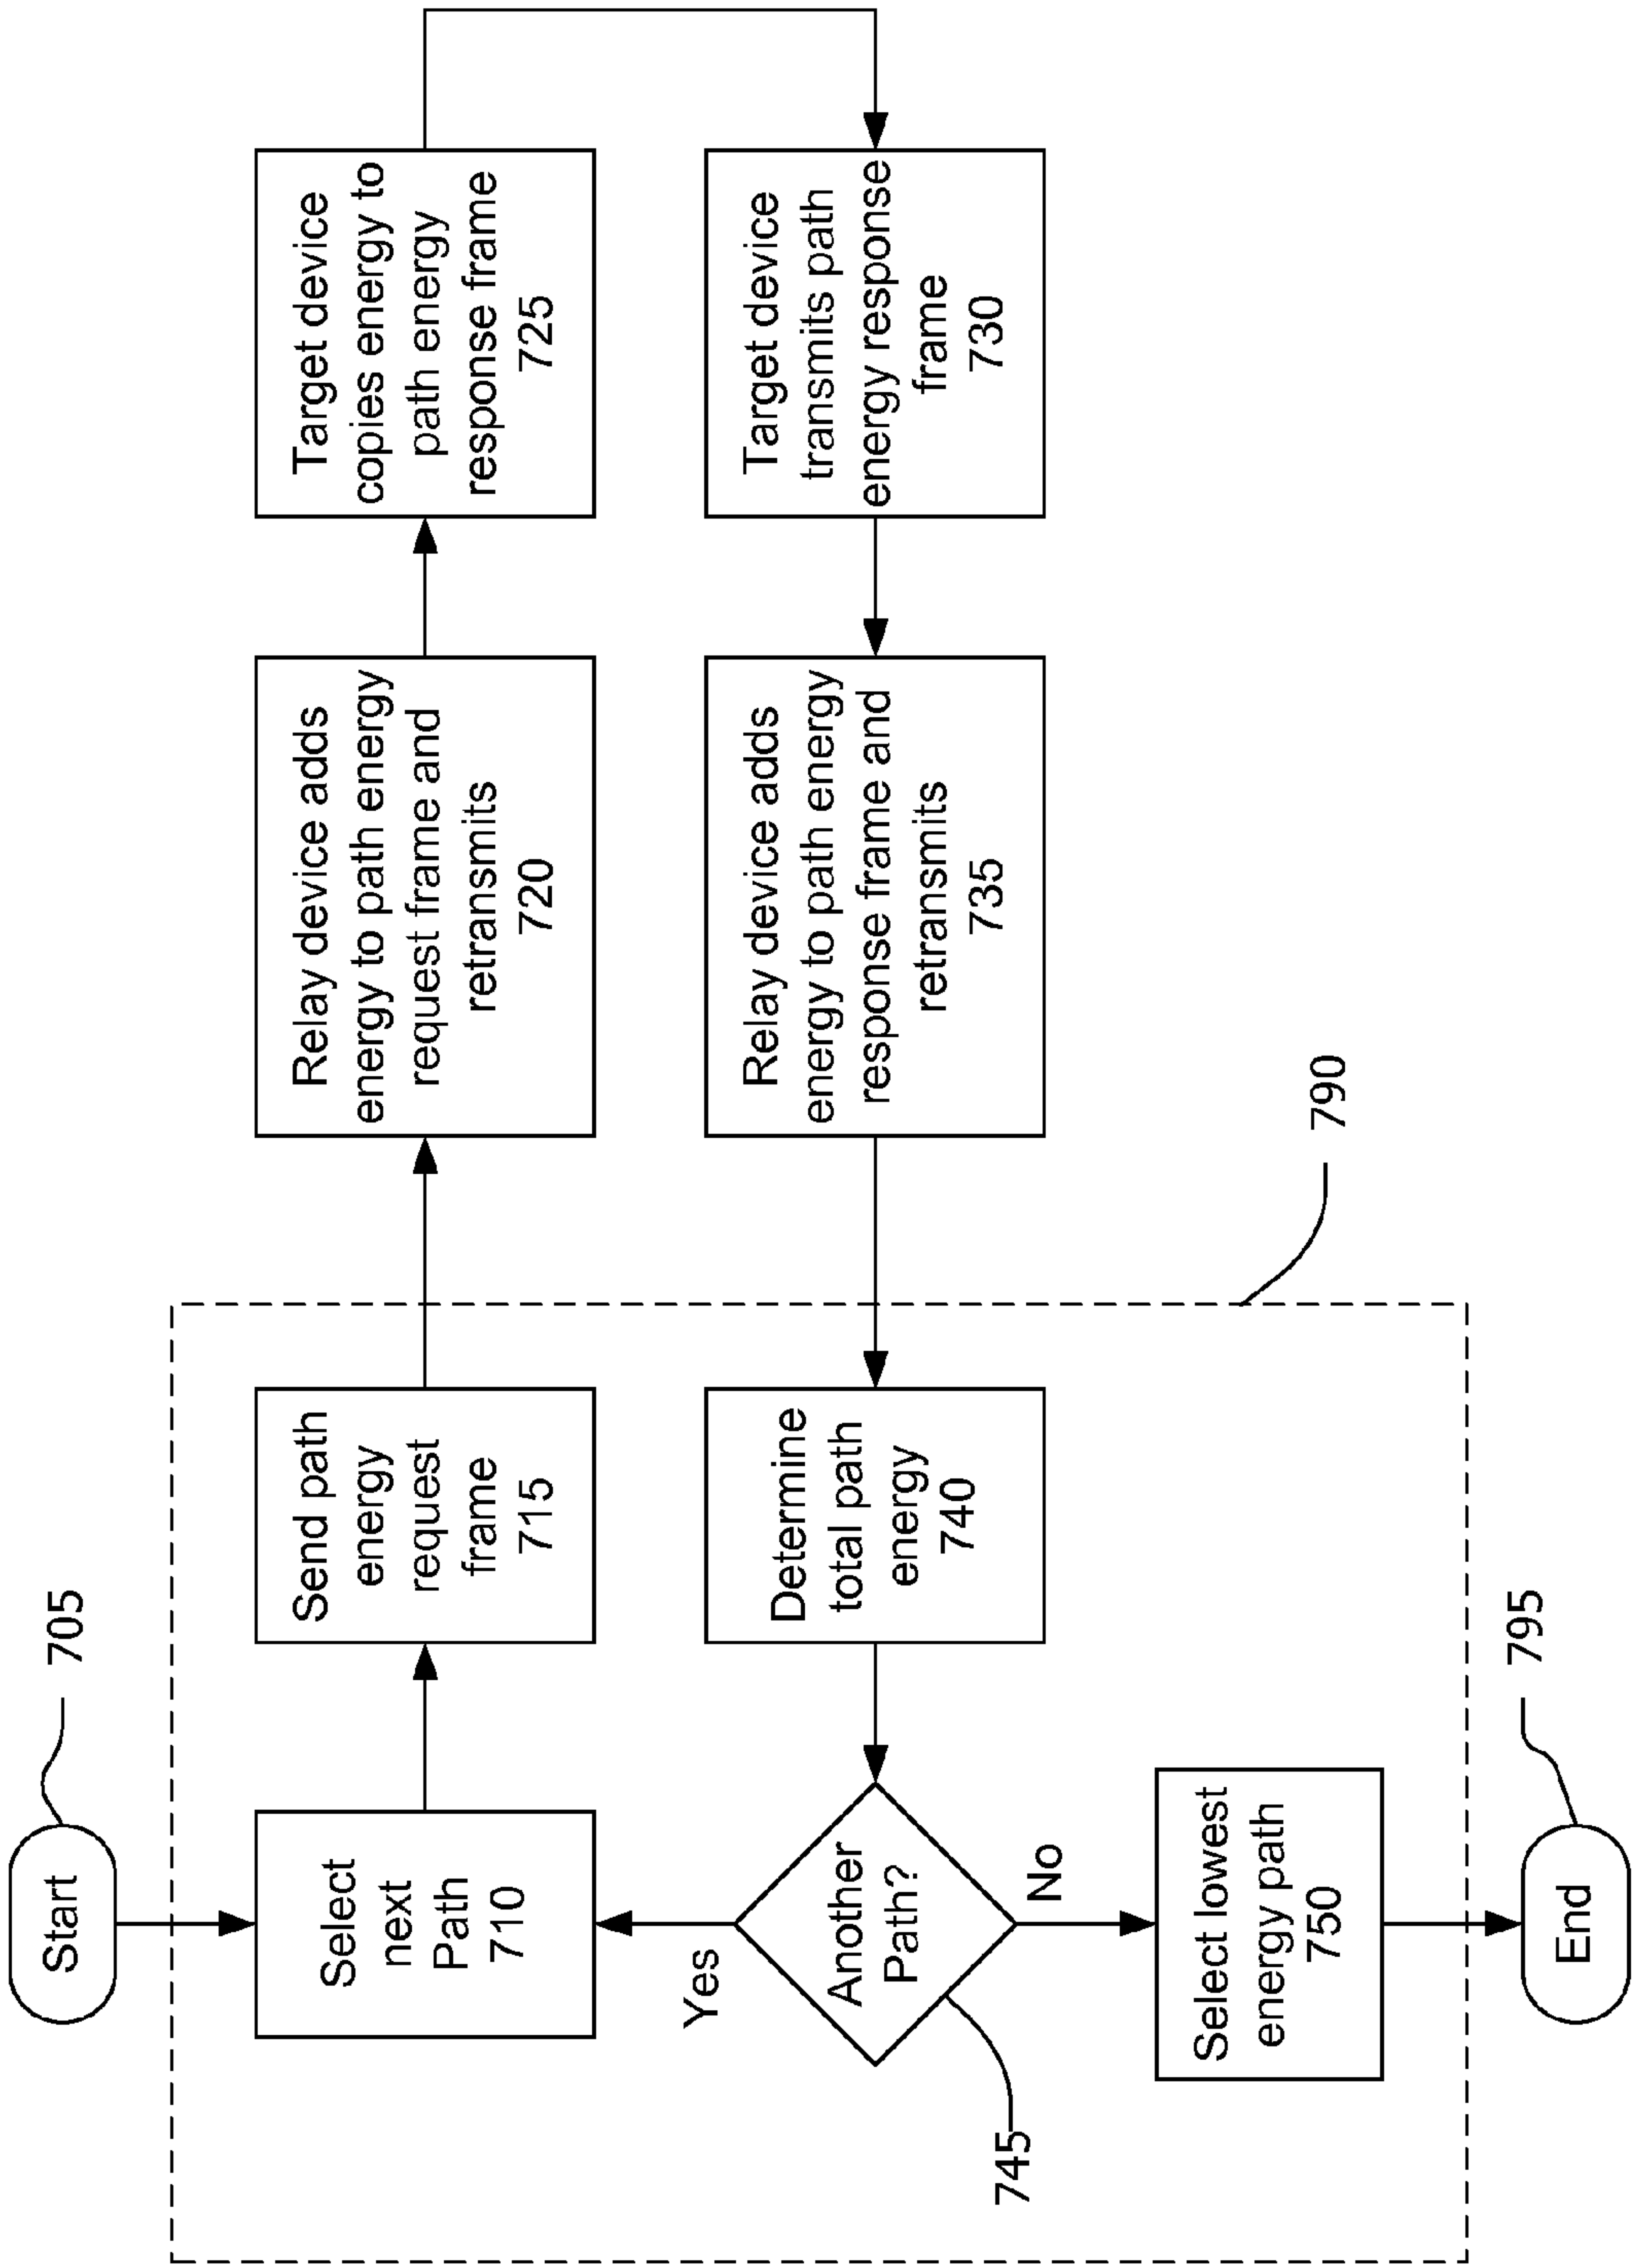 Start
705
Select
next
Path
710
Send path
energy
request
frame
715
Relay device adds
energy to path energy
request frame and
retransmits
720
Target device
copies energy to
path energy
response frame
725
Target device
transmits path
energy response
frame
730
Relay device adds
energy to path energy
response frame and
retransmits
735
Determine
total path
energy
740
Another
Path?
745
Yes
No
Select lowest
energy path
750
790
End
795